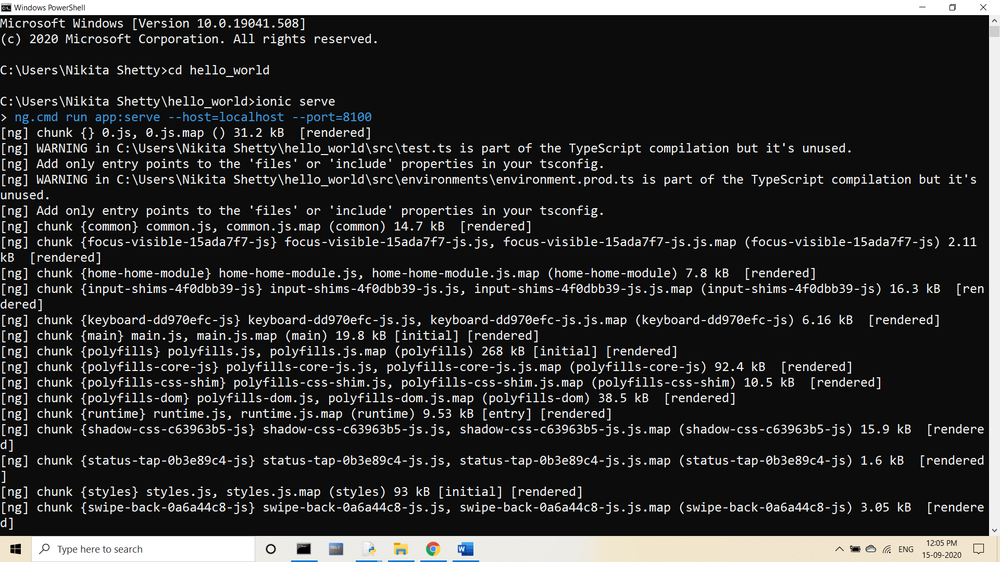 Windows PowerShell
Microsoft Windows [Version 10.0.19041.508]
(c) 2020 Microsoft Corporation. All rights reserved.
C:\Users\Nikita Shetty>cd hello_world
C:\Users\Nikita Shetty\hello_world>ionic serve
> ng.cmd run app:serve --host=localhost --port=8100
[ng] chunk {} 0.js, 0.js.map () 31.2 kB  [rendered]
[ng] WARNING in C:\Users\Nikita Shetty\hello_world\src\test.ts is part of the TypeScript compilation but it's unused.
[ng] Add only entry points to the 'files' or 'include' properties in your tsconfig.
[ng] WARNING in C:\Users\Nikita Shetty\hello_world\src\environments\environment.prod.ts is part of the TypeScript compilation but it's
unused.
[ng] Add only entry points to the 'files' or 'include' properties in your tsconfig.
[ng] chunk {common} common.js, common.js.map (common) 14.7 kB  [rendered]
[ng] chunk {focus-visible-15ada7f7-js} focus-visible-15ada7f7-js.js, focus-visible-15ada7f7-js.js.map (focus-visible-15ada7f7-js) 2.11
kB  [rendered]
[ng] chunk {home-home-module} home-home-module.js, home-home-module.js.map (home-home-module) 7.8 kB  [rendered]
[ng] chunk {input-shims-4f0dbb39-js} input-shims-4f0dbb39-js.js, input-shims-4f0dbb39-js.js.map (input-shims-4f0dbb39-js) 16.3 kB  [ren
dered]
[ng] chunk {keyboard-dd970efc-js} keyboard-dd970efc-js.js, keyboard-dd970efc-js.js.map (keyboard-dd970efc-js) 6.16 kB  [rendered]
[ng] chunk {main} main.js, main.js.map (main) 19.8 kB [initial] [rendered]
[ng] chunk {polyfills} polyfills.js, polyfills.js.map (polyfills) 268 kB [initial] [rendered]
[ng] chunk {polyfills-core-js} polyfills-core-js.js, polyfills-core-js.js.map (polyfills-core-js) 92.4 kB  [rendered]
[ng] chunk {polyfills-css-shim} polyfills-css-shim.js, polyfills-css-shim.js.map (polyfills-css-shim) 10.5 kB  [rendered]
[ng] chunk {polyfills-dom} polyfills-dom.js, polyfills-dom.js.map (polyfills-dom) 38.5 kB  [rendered]
[ng] chunk {runtime} runtime.js, runtime.js.map (runtime) 9.53 kB [entry] [rendered]
[ng] chunk {shadow-css-c63963b5-js} shadow-css-c63963b5-js.js, shadow-css-c63963b5-js.js.map (shadow-css-c63963b5-js) 15.9 kB  [rendere
d]
[ng] chunk {status-tap-0b3e89c4-js} status-tap-0b3e89c4-js.js, status-tap-0b3e89c4-js.js.map (status-tap-0b3e89c4-js) 1.6 kB  [rendered
]
[ng] chunk {styles} styles.js, styles.js.map (styles) 93 kB [initial] [rendered]
[ng] chunk {swipe-back-0a6a44c8-js} swipe-back-0a6a44c8-js.js, swipe-back-0a6a44c8-js.js.map (swipe-back-0a6a44c8-js) 3.05 kB  [rendere
d]
Type here to search
SQL>
ENG
12:05 PM
15-09-2020